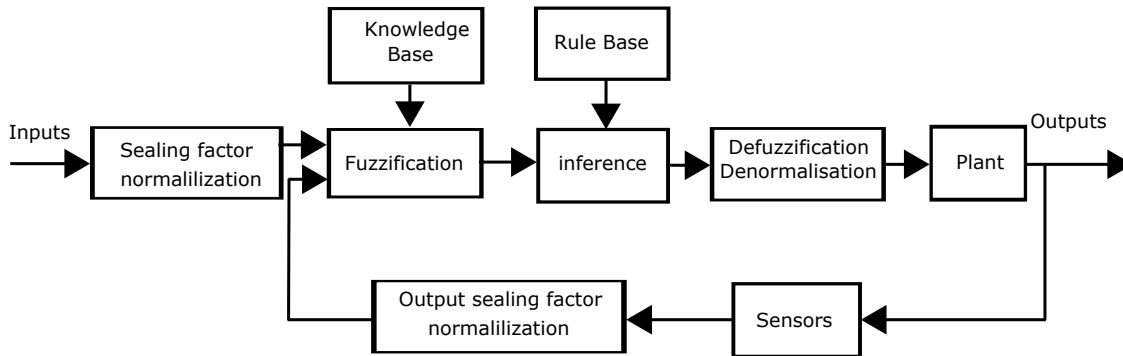 Knowledge
Base
Rule Base
Inputs
Sealing factor
normalilization
Fuzzification
inference
Defuzzification
Denormalisation
Plant
Outputs
Output sealing factor
normalilization
Sensors